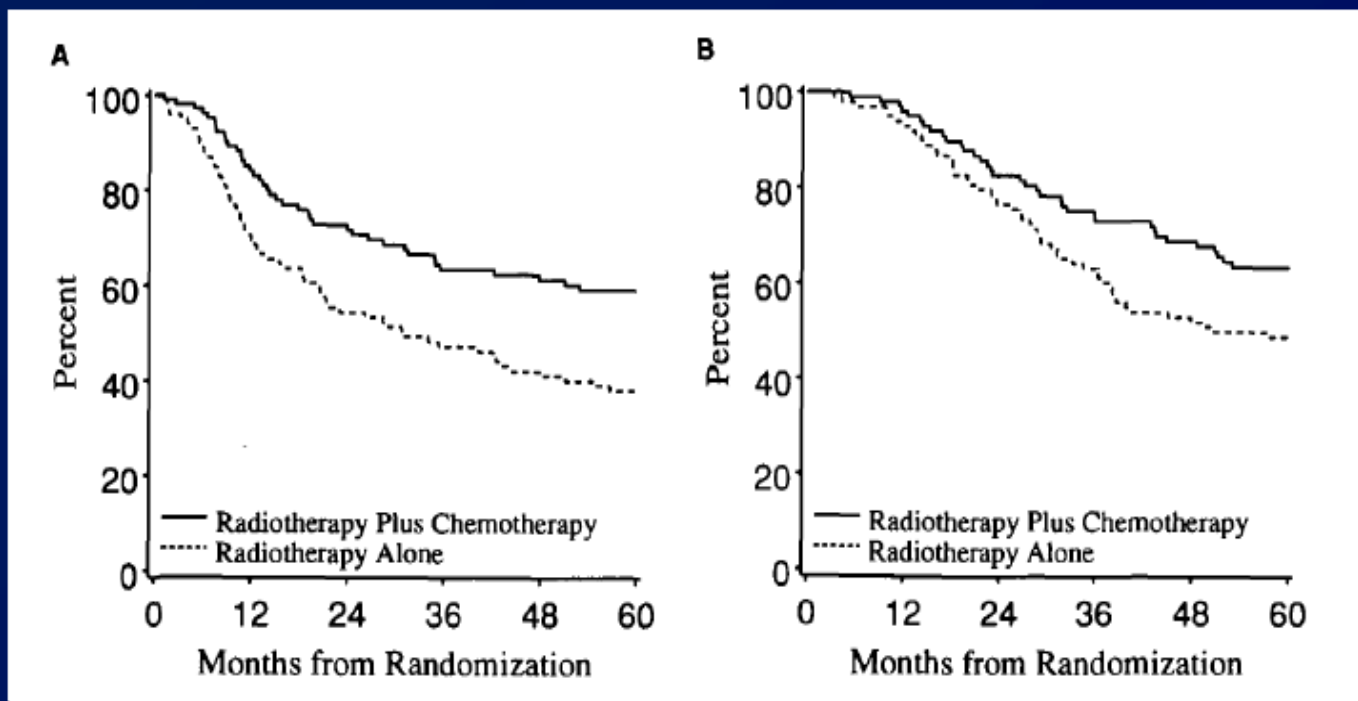 A
100
80
60
40
20
0
Percent
Radiotherapy Plus Chemotherapy
Radiotherapy Alone
0 12 24 36 48 60
Months from Randomization
B
100
80
60
40
20
0
Percent
Radiotherapy Plus Chemotherapy
Radiotherapy Alone
0 12 24 36 48 60
Months from Randomization